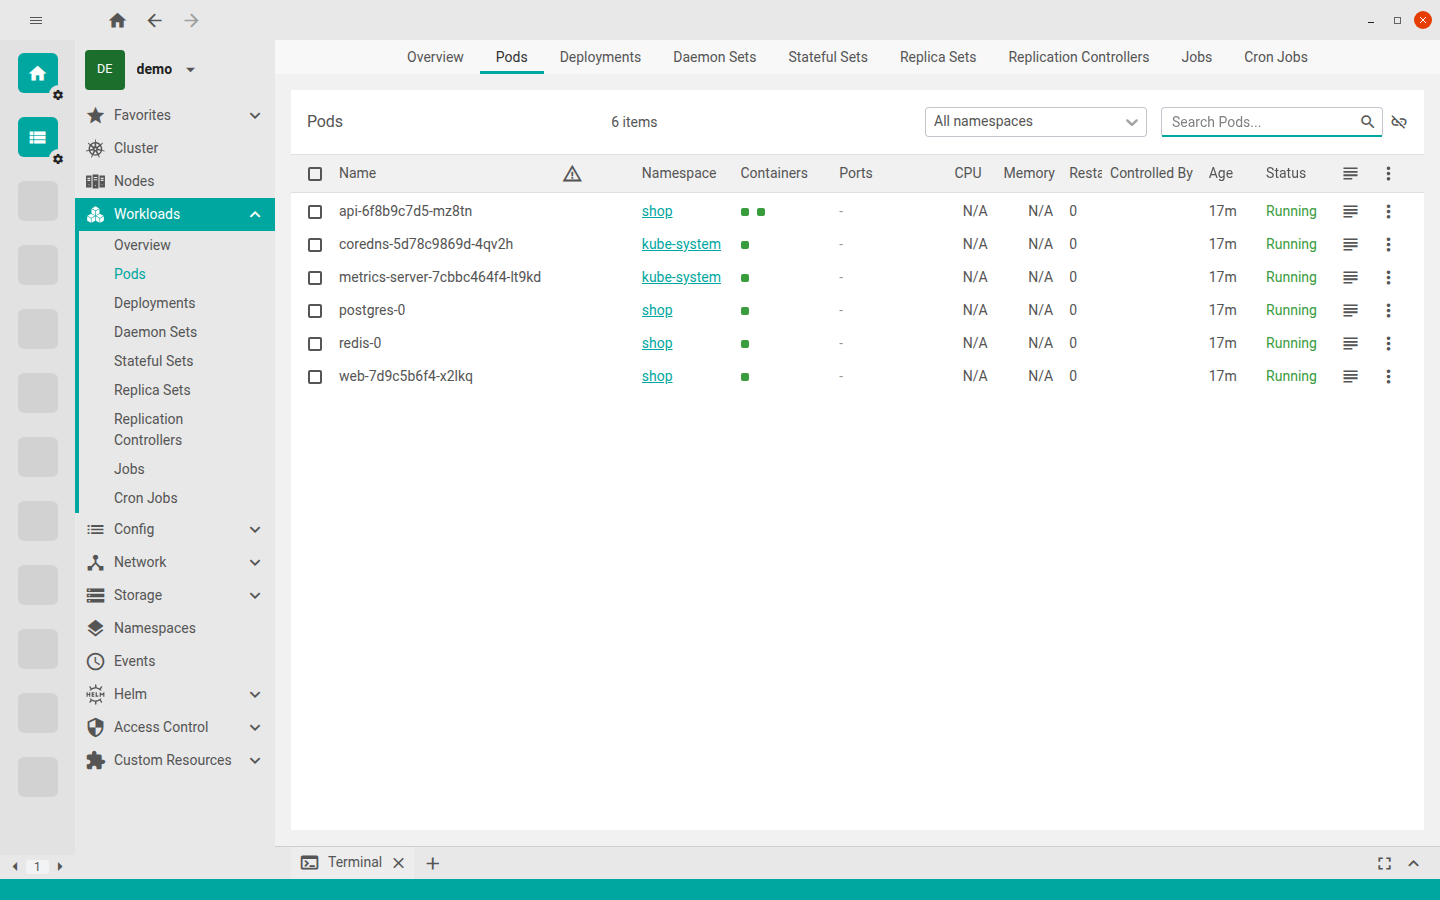 DE
demo
Favorites
Cluster
Nodes
Workloads
Overview
Pods
Deployments
Daemon Sets
Stateful Sets
Replica Sets
Replication
Controllers
Jobs
Cron Jobs
Config
Network
Storage
Namespaces
Events
HELM Helm
Access Control
Custom Resources
1
Overview Pods Deployments Daemon Sets Stateful Sets Replica Sets Replication Controllers Jobs Cron Jobs
Pods 6 items All namespaces Search Pods...
Name Namespace Containers Ports CPU Memory Resta Controlled By Age Status
api-6f8b9c7d5-mz8tn shop - N/A N/A 0 17m Running
coredns-5d78c9869d-4qv2h kube-system - N/A N/A 0 17m Running
metrics-server-7cbbc464f4-lt9kd kube-system - N/A N/A 0 17m Running
postgres-0 shop - N/A N/A 0 17m Running
redis-0 shop - N/A N/A 0 17m Running
web-7d9c5b6f4-x2lkq shop - N/A N/A 0 17m Running
Terminal